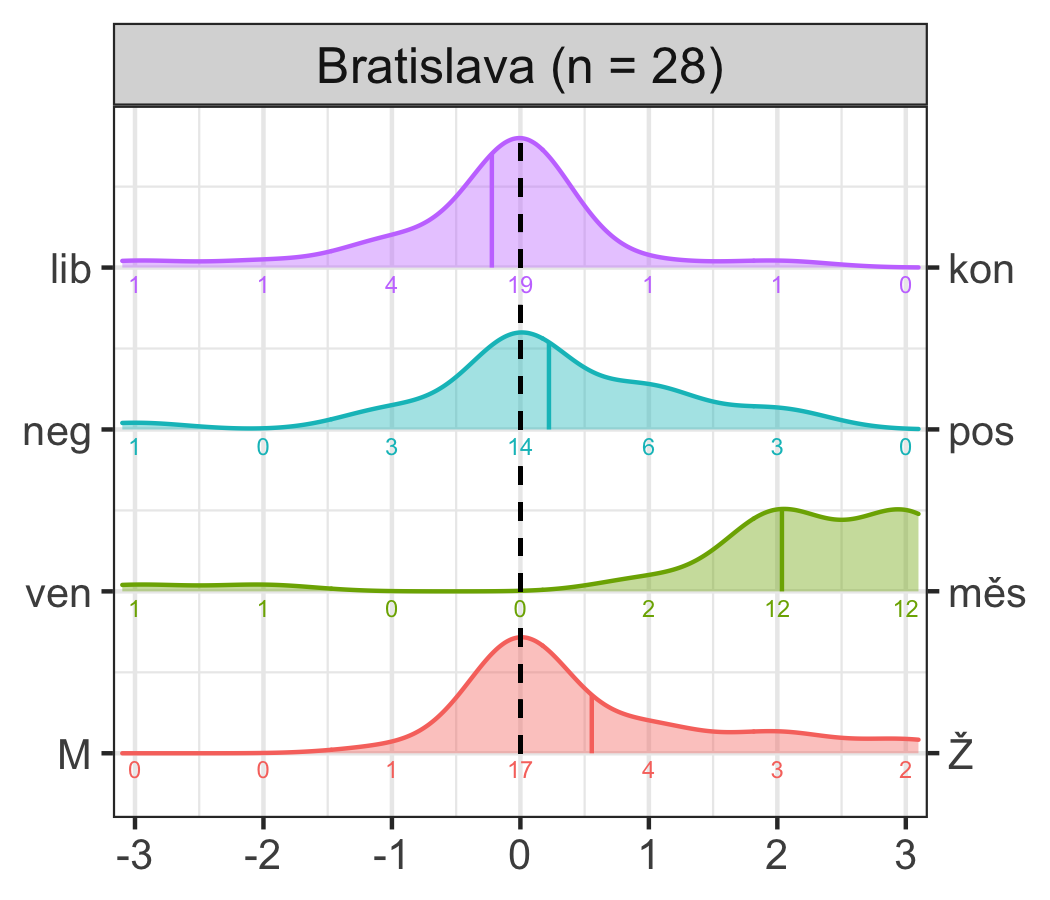 Bratislava (n = 28)
lib kon
1 1 4 19 1 1 0
neg pos
1 0 3 14 6 3 0
ven měs
1 1 0 0 2 12 12
M Ž
0 0 1 17 4 3 2
-3 -2 -1 0 1 2 3